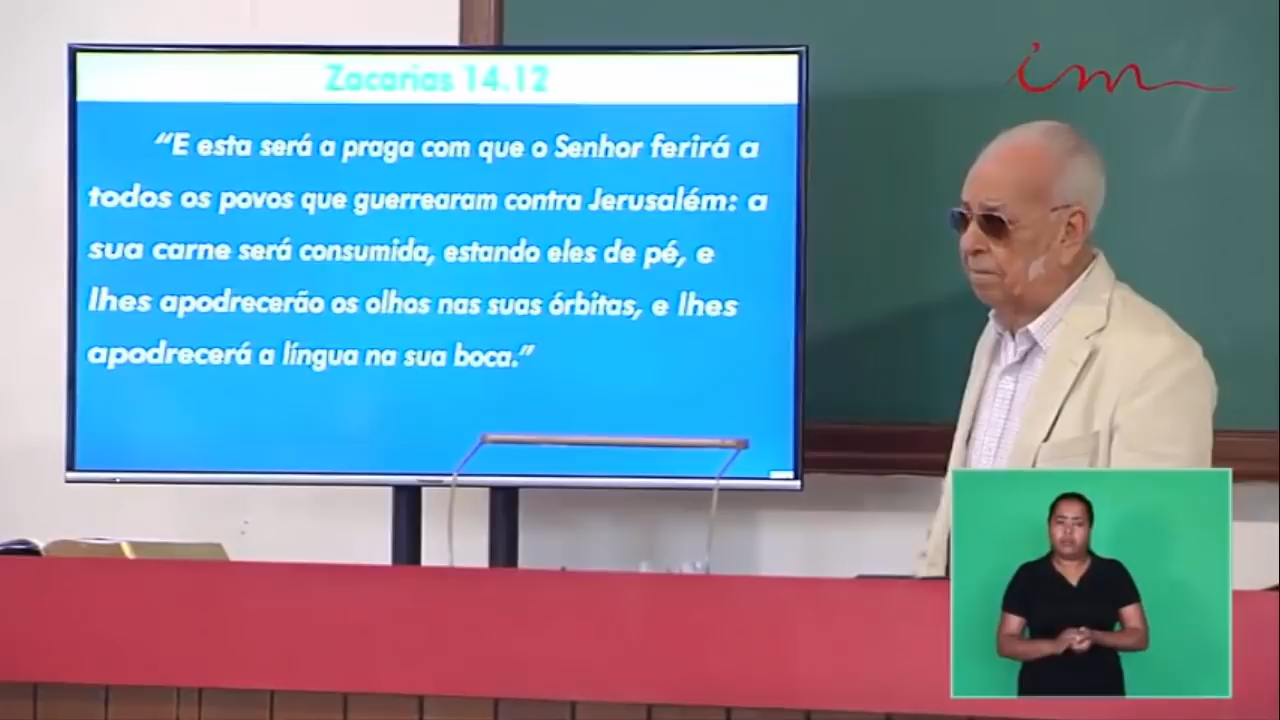 Zacarias 14.12
“E esta será a praga com que o Senhor ferirá a
todos os povos que guerrearam contra Jerusalém: a
sua carne será consumida, estando eles de pé, e
lhes apodrecerão os olhos nas suas órbitas, e lhes
apodrecerá a língua na sua boca.”
im